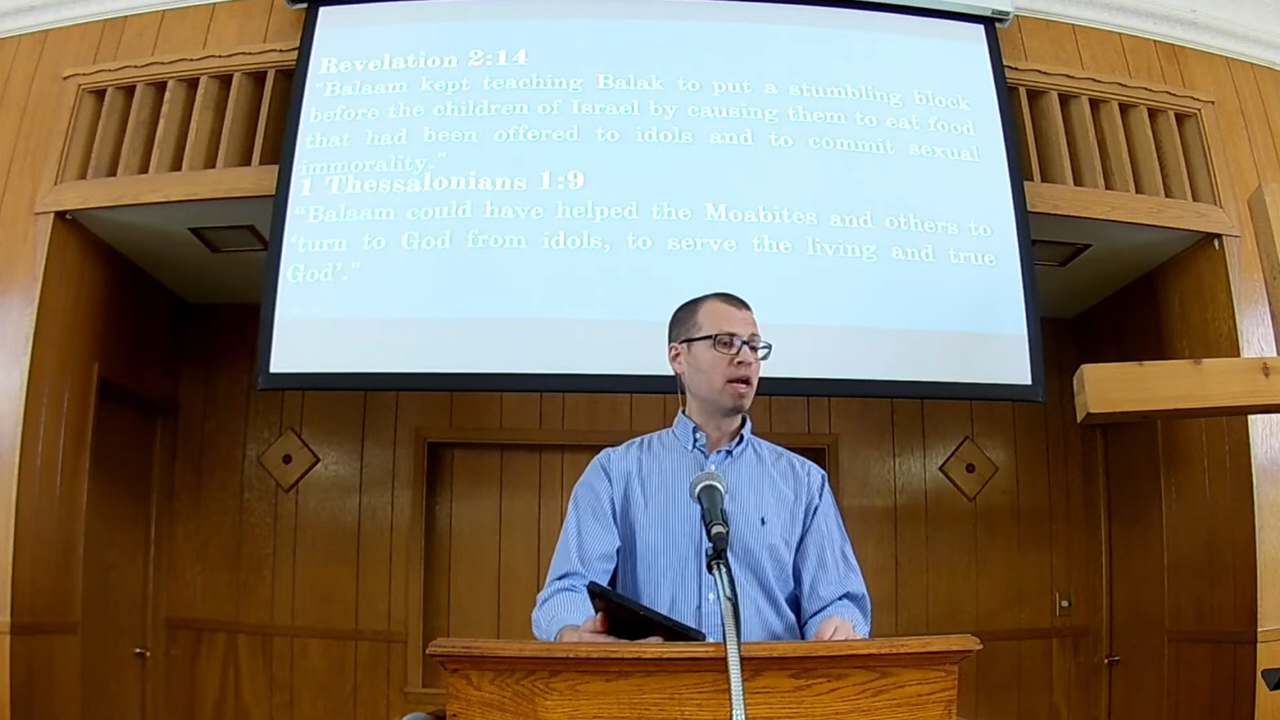 Revelation 2:14
"Balaam kept teaching Balak to put a stumbling block
before the children of Israel by causing them to eat food
that had been offered to idols and to commit sexual
immorality."
1 Thessalonians 1:9
"Balaam could have helped the Moabites and others to
'turn to God from idols, to serve the living and true
God'."